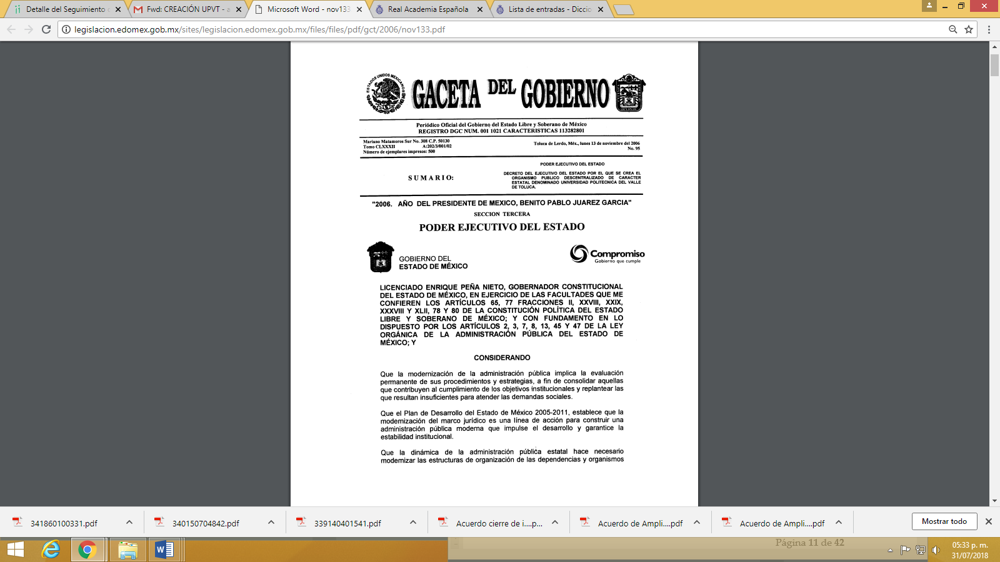 Detalle del Seguimiento
Fwd: CREACIÓN UPVT - a
Microsoft Word - nov133
Real Academia Española
Lista de entradas - Diccio
legislacion.edomex.gob.mx/sites/legislacion.edomex.gob.mx/files/files/pdf/gct/2006/nov133.pdf
ESTADOS UNIDOS MEXICANOS
GACETA DEL GOBIERNO
Periódico Oficial del Gobierno del Estado Libre y Soberano de México
REGISTRO DGC NUM. 001 1021 CARACTERISTICAS 113282801
Mariano Matamoros Sur No. 308 C.P. 50130
Tomo CLXXXII A:202/3/001/02
Número de ejemplares impresos: 500
Toluca de Lerdo, Méx., lunes 13 de noviembre del 2006
No. 95
PODER EJECUTIVO DEL ESTADO
SUMARIO:
DECRETO DEL EJECUTIVO DEL ESTADO POR EL QUE SE CREA EL
ORGANISMO PUBLICO DESCENTRALIZADO DE CARACTER
ESTATAL DENOMINADO UNIVERSIDAD POLITECNICA DEL VALLE
DE TOLUCA.
"2006. AÑO DEL PRESIDENTE DE MEXICO, BENITO PABLO JUAREZ GARCIA"
SECCION TERCERA
PODER EJECUTIVO DEL ESTADO
GOBIERNO DEL
ESTADO DE MÉXICO
Compromiso
Gobierno que cumple
LICENCIADO ENRIQUE PEÑA NIETO, GOBERNADOR CONSTITUCIONAL
DEL ESTADO DE MÉXICO, EN EJERCICIO DE LAS FACULTADES QUE ME
CONFIEREN LOS ARTÍCULOS 65, 77 FRACCIONES II, XXVIII, XXIX,
XXXVIII Y XLII, 78 Y 80 DE LA CONSTITUCIÓN POLÍTICA DEL ESTADO
LIBRE Y SOBERANO DE MÉXICO; Y CON FUNDAMENTO EN LO
DISPUESTO POR LOS ARTÍCULOS 2, 3, 7, 8, 13, 45 Y 47 DE LA LEY
ORGÁNICA DE LA ADMINISTRACIÓN PÚBLICA DEL ESTADO DE
MÉXICO; Y
CONSIDERANDO
Que la modernización de la administración pública implica la evaluación
permanente de sus procedimientos y estrategias, a fin de consolidar aquellas
que contribuyen al cumplimiento de los objetivos institucionales y replantear las
que resultan insuficientes para atender las demandas sociales.
Que el Plan de Desarrollo del Estado de México 2005-2011, establece que la
modernización del marco jurídico es una línea de acción para construir una
administración pública moderna que impulse el desarrollo y garantice la
estabilidad institucional.
Que la dinámica de la administración pública estatal hace necesario
modernizar las estructuras de organización de las dependencias y organismos
341860100331.pdf
340150704842.pdf
339140401541.pdf
Acuerdo cierre de i....p...
Acuerdo de Ampli....pdf
Acuerdo de Ampli....pdf
Mostrar todo
Página 11 de 42
05:33 p. m.
31/07/2018